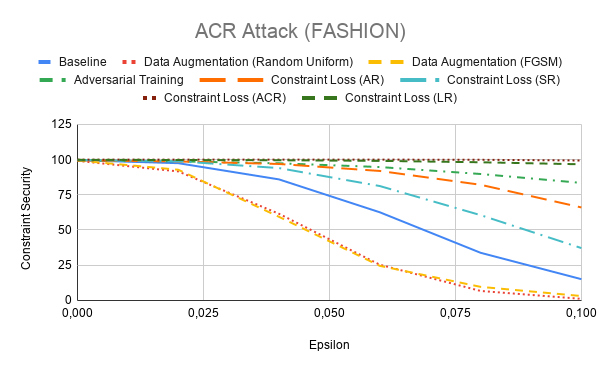 ACR Attack (FASHION)
Baseline Data Augmentation (Random Uniform) Data Augmentation (FGSM)
Adversarial Training Constraint Loss (AR) Constraint Loss (SR)
Constraint Loss (ACR) Constraint Loss (LR)
Constraint Security
125
100
75
50
25
0
0,000 0,025 0,050 0,075 0,100
Epsilon